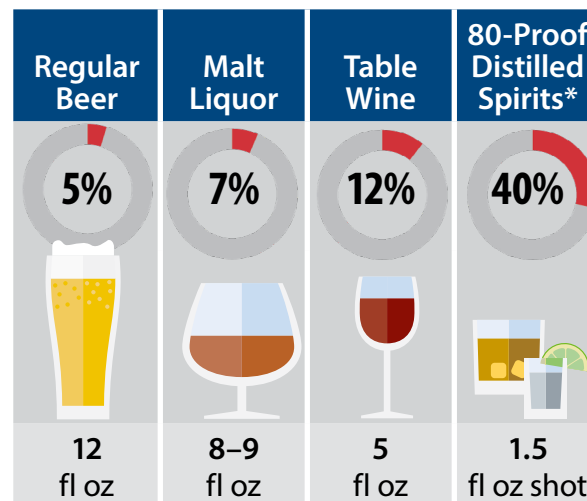 Regular
Beer
Malt
Liquor
Table
Wine
80-Proof
Distilled
Spirits*
5%
7%
12%
40%
12
fl oz
8–9
fl oz
5
fl oz
1.5
fl oz shot